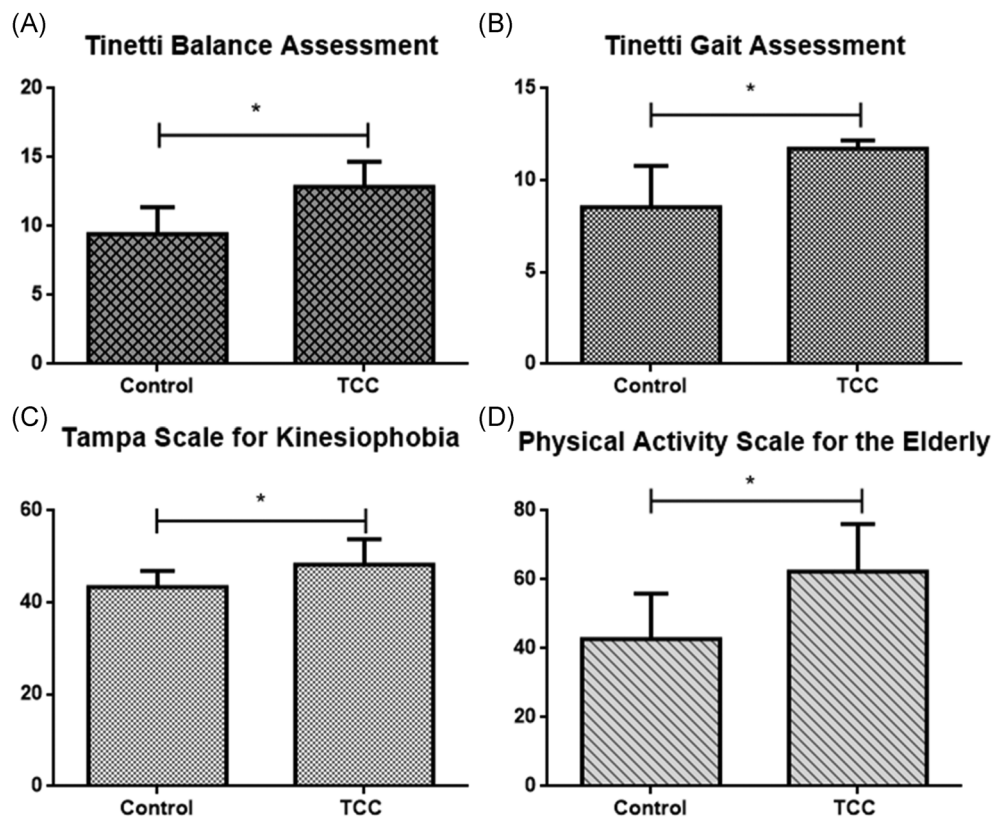 (A)
Tinetti Balance Assessment
20
15
10
5
0
*
Control TCC
(B)
Tinetti Gait Assessment
15
10
5
0
*
Control TCC
(C)
Tampa Scale for Kinesiophobia
60
40
20
0
*
Control TCC
(D)
Physical Activity Scale for the Elderly
80
60
40
20
0
*
Control TCC